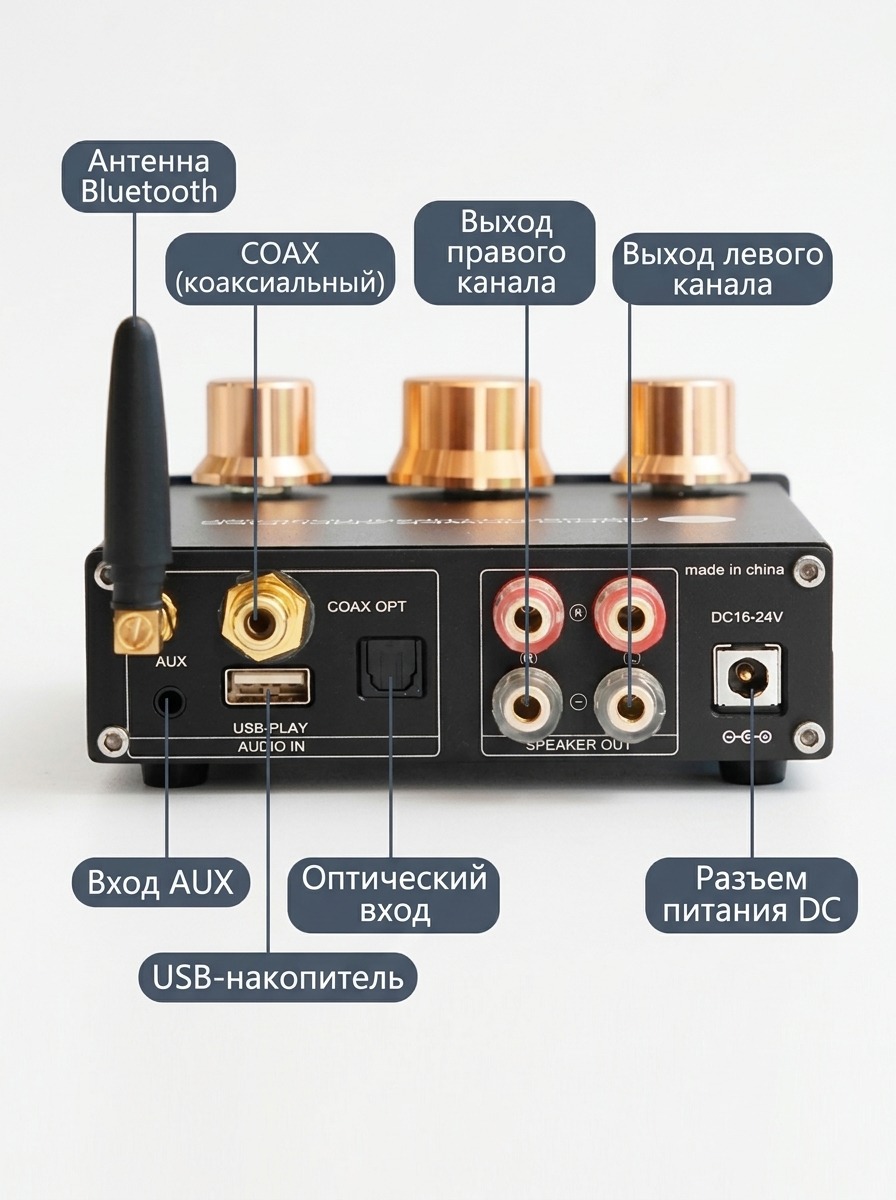 Антенна
Bluetooth
COAX
(коаксиальный)
Выход
правого
канала
Выход левого
канала
made in china
COAX OPT
DC16-24V
AUX
USB-PLAY
AUDIO IN
SPEAKER OUT
Вход AUX
Оптический
вход
Разъем
питания DC
USB-накопитель